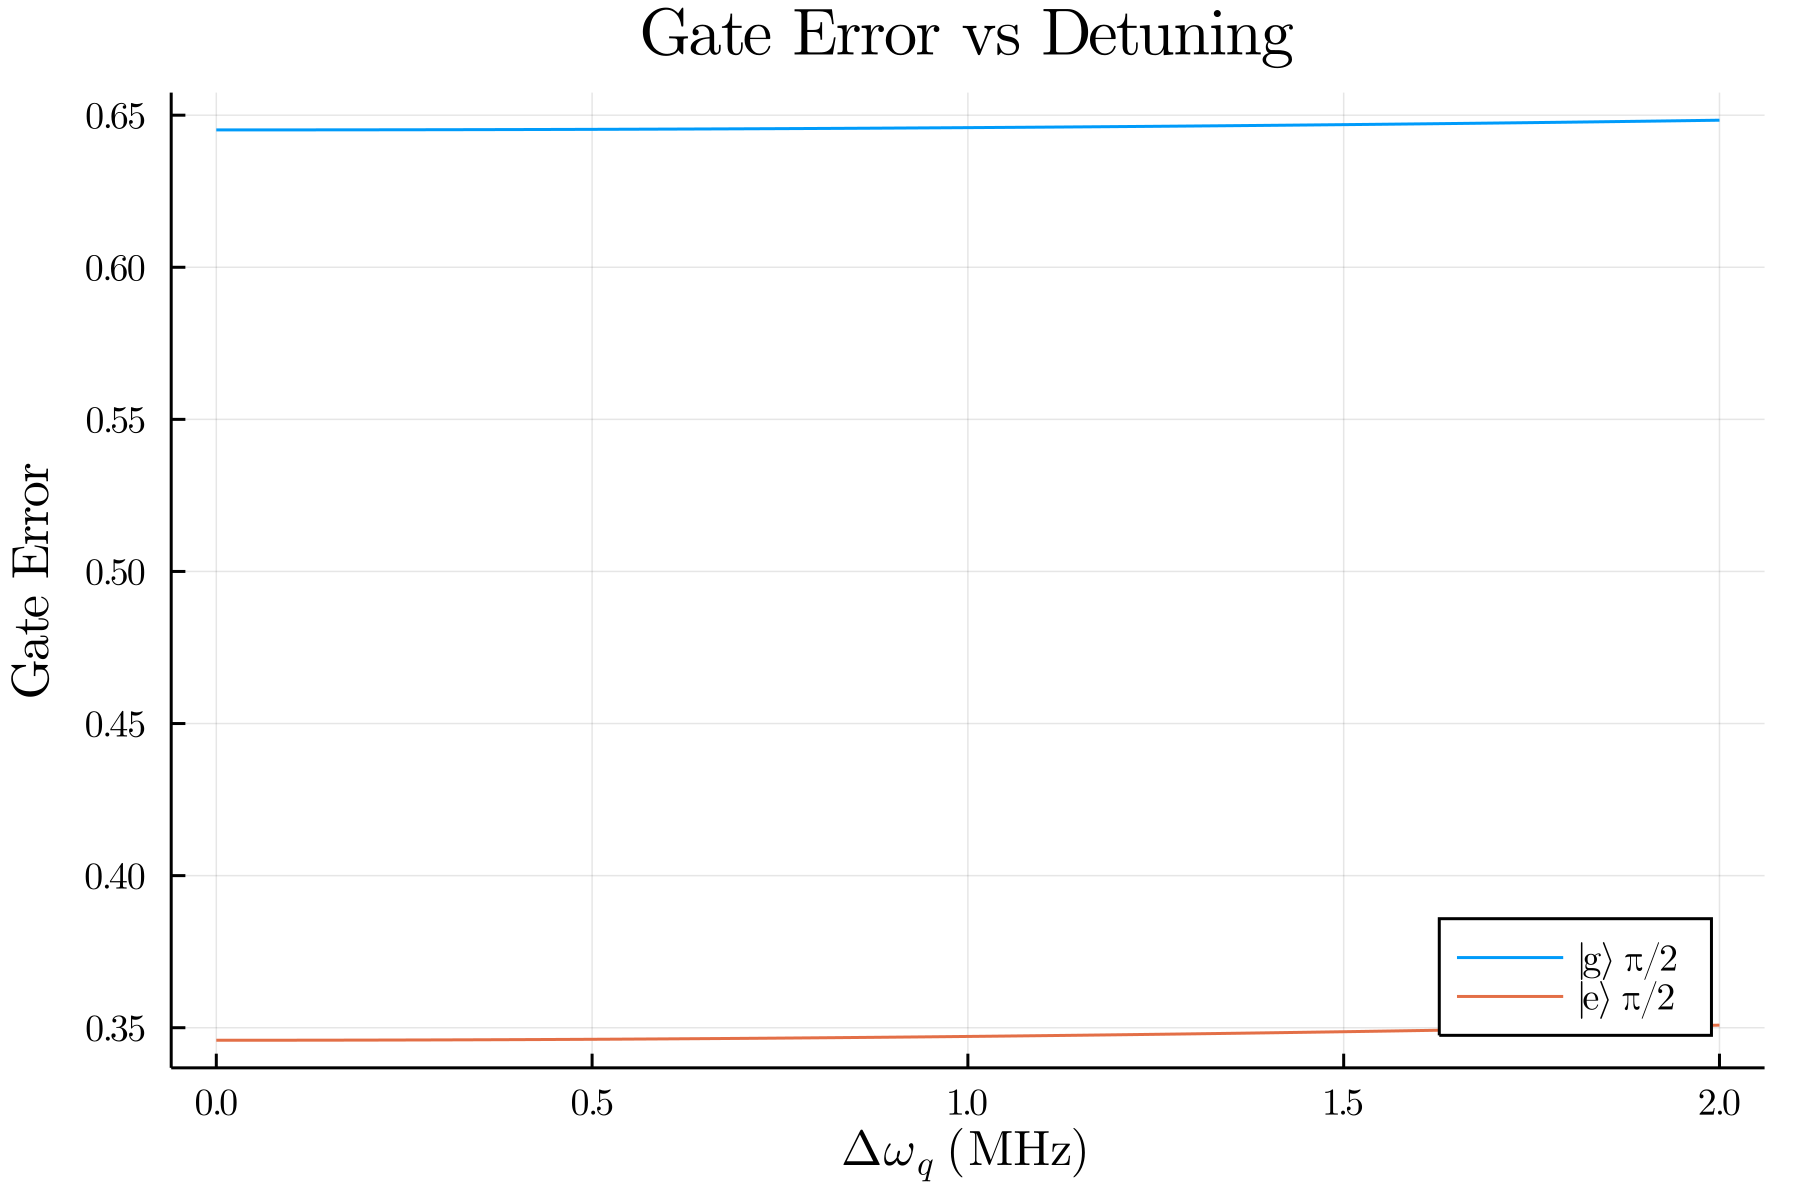 Gate Error vs Detuning
Gate Error
0.65
0.60
0.55
0.50
0.45
0.40
0.35
|g⟩ π/2
|e⟩ π/2
0.0 0.5 1.0 1.5 2.0
Δω_q (MHz)